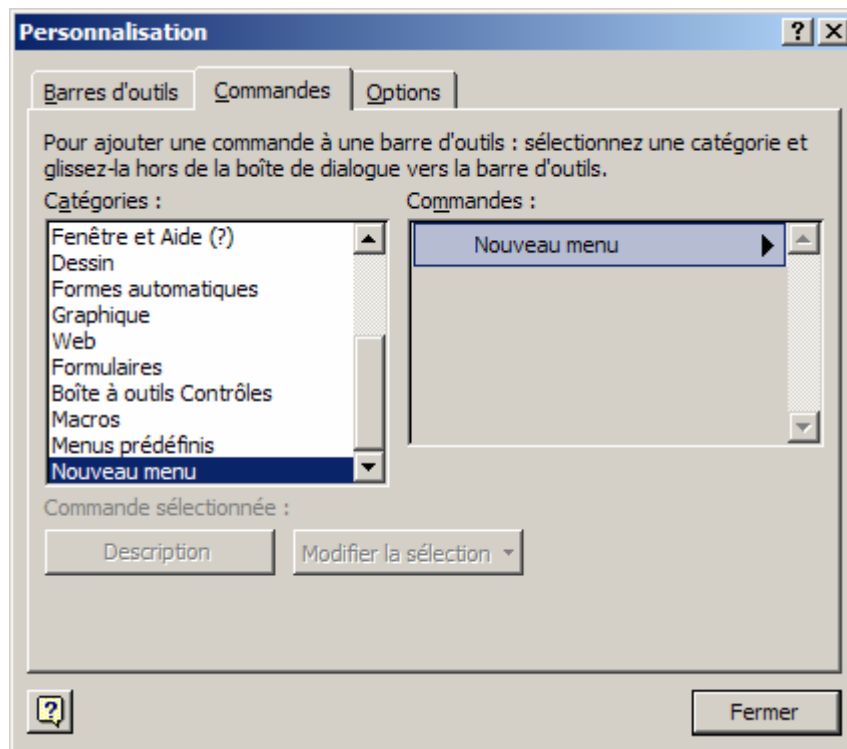 Personnalisation
Barres d'outils Commandes Options
Pour ajouter une commande à une barre d'outils : sélectionnez une catégorie et
glissez-la hors de la boîte de dialogue vers la barre d'outils.
Catégories :
Fenêtre et Aide (?)
Dessin
Formes automatiques
Graphique
Web
Formulaires
Boîte à outils Contrôles
Macros
Menus prédéfinis
Nouveau menu
Commandes :
Nouveau menu
Commande sélectionnée :
Description Modifier la sélection
Fermer